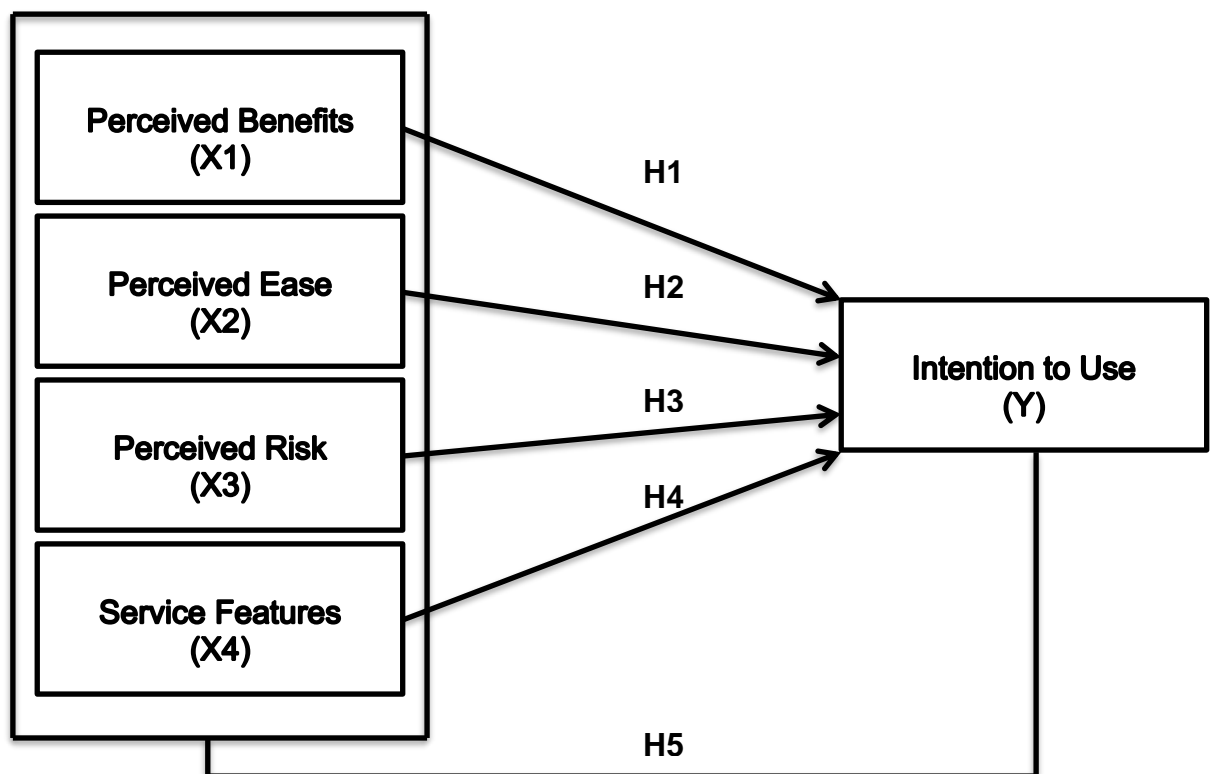 Perceived Benefits
(X1)
Perceived Ease
(X2)
Perceived Risk
(X3)
Service Features
(X4)
H1
H2
H3
H4
H5
Intention to Use
(Y)